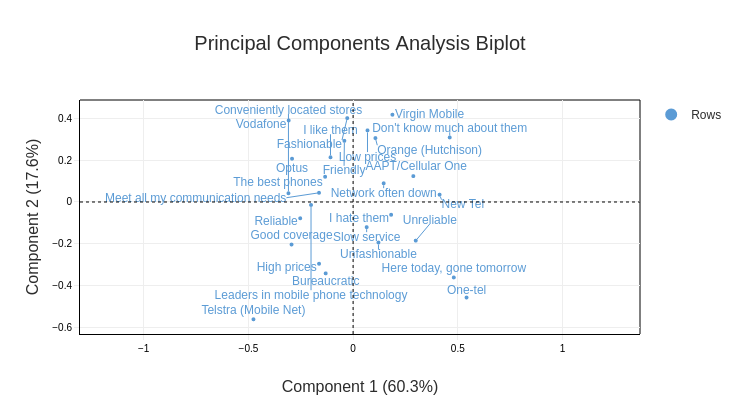 Principal Components Analysis Biplot
Conveniently located stores
Vodafone
Virgin Mobile
I like them
Don't know much about them
Fashionable
Orange (Hutchison)
Low prices
Optus
Friendly
AAPT/Cellular One
The best phones
Network often down
Meet all my communication needs
New Tel
Reliable
I hate them
Unreliable
Good coverage
Slow service
Unfashionable
High prices
Here today, gone tomorrow
Bureaucratic
Leaders in mobile phone technology
One-tel
Telstra (Mobile Net)
Rows
0.4
0.2
0
−0.2
−0.4
−0.6
−1
−0.5
0
0.5
1
Component 2 (17.6%)
Component 1 (60.3%)